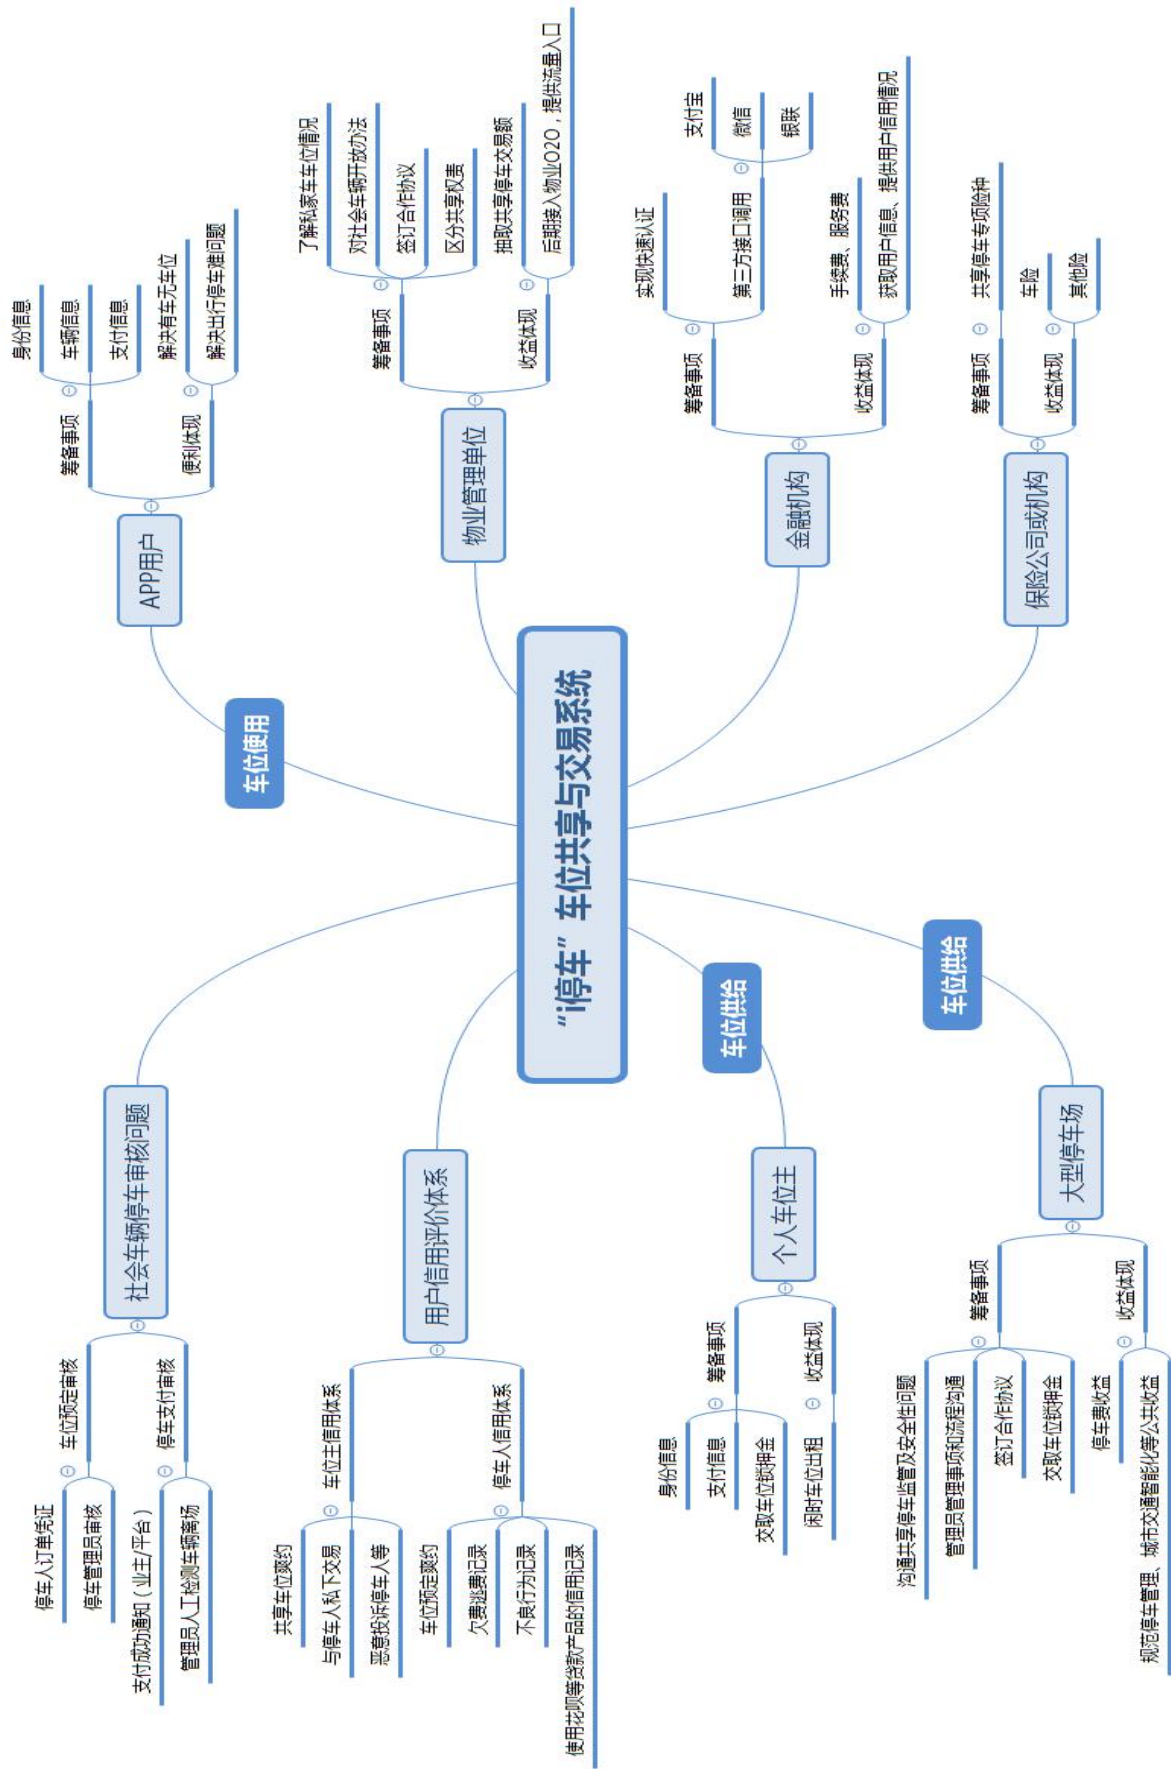 “i停车”车位共享与交易系统
社会车辆停车审核问题
车位预定审核
停车人订单凭证
停车管理员审核
停车支付审核
支付成功通知（业主/平台）
管理员人工检测车辆离场
用户信用评价体系
车位主信用体系
共享车位爽约
与停车人私下交易
恶意投诉停车人等
停车人信用体系
车位预定爽约
欠费逃费记录
不良行为记录
使用花呗等贷款产品的信用记录
车位供给
个人车位主
筹备事项
身份信息
支付信息
交取车位锁押金
收益体现
闲时车位出租
车位供给
大型停车场
筹备事项
沟通共享停车监管及安全性问题
管理员管理事项和流程沟通
签订合作协议
交取车位锁押金
收益体现
停车费收益
规范停车管理、城市交通智能化等公共收益
车位使用
APP用户
筹备事项
身份信息
车辆信息
支付信息
便利体现
解决有车无车位
解决出行停车难问题
物业管理单位
筹备事项
了解私家车车位情况
对社会车辆开放办法
签订合作协议
区分共享权责
收益体现
抽取共享停车交易额
后期接入物业O2O，提供流量入口
金融机构
筹备事项
实现快速认证
第三方接口调用
支付宝
微信
银联
收益体现
手续费、服务费
获取用户信息、提供用户信用情况
保险公司或机构
筹备事项
共享停车专项险种
收益体现
车险
其他险